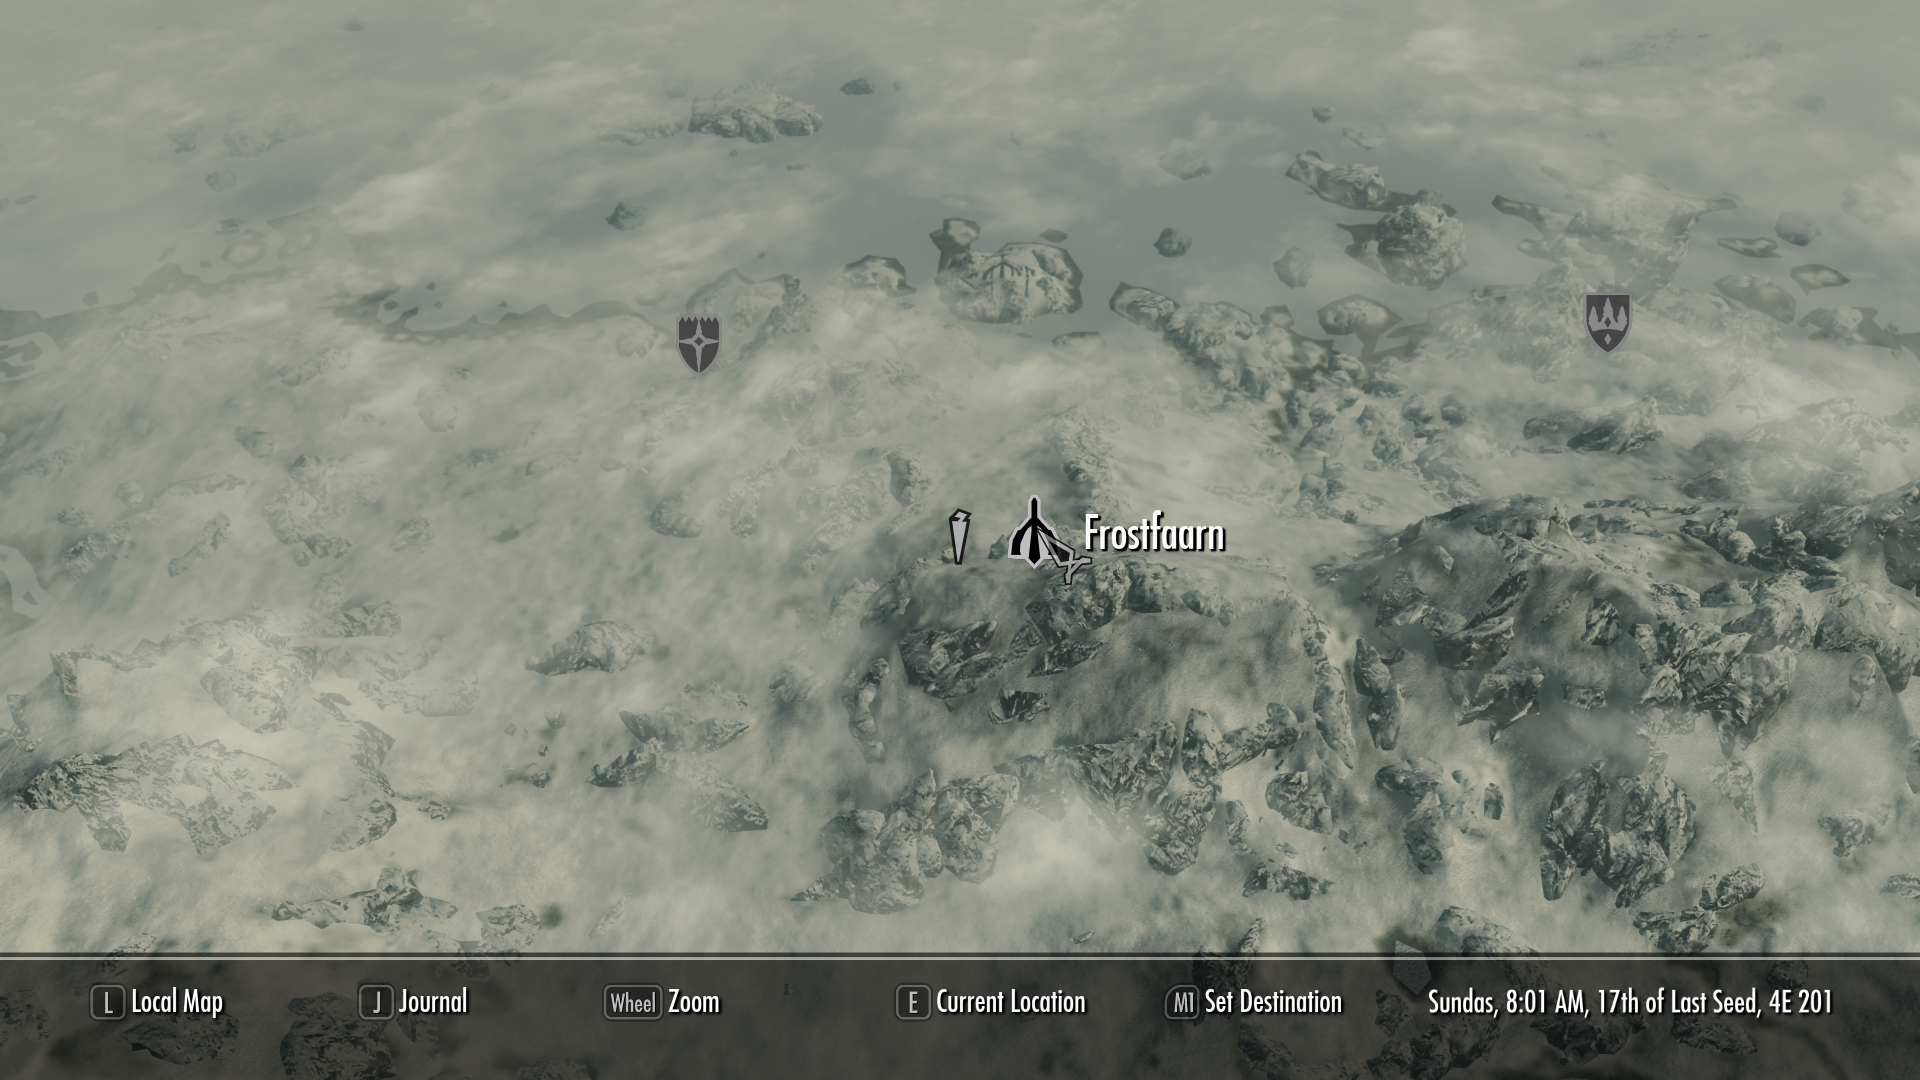 Frostfaarn
L Local Map
J Journal
Wheel Zoom
E Current Location
M1 Set Destination
Sundas, 8:01 AM, 17th of Last Seed, 4E 201